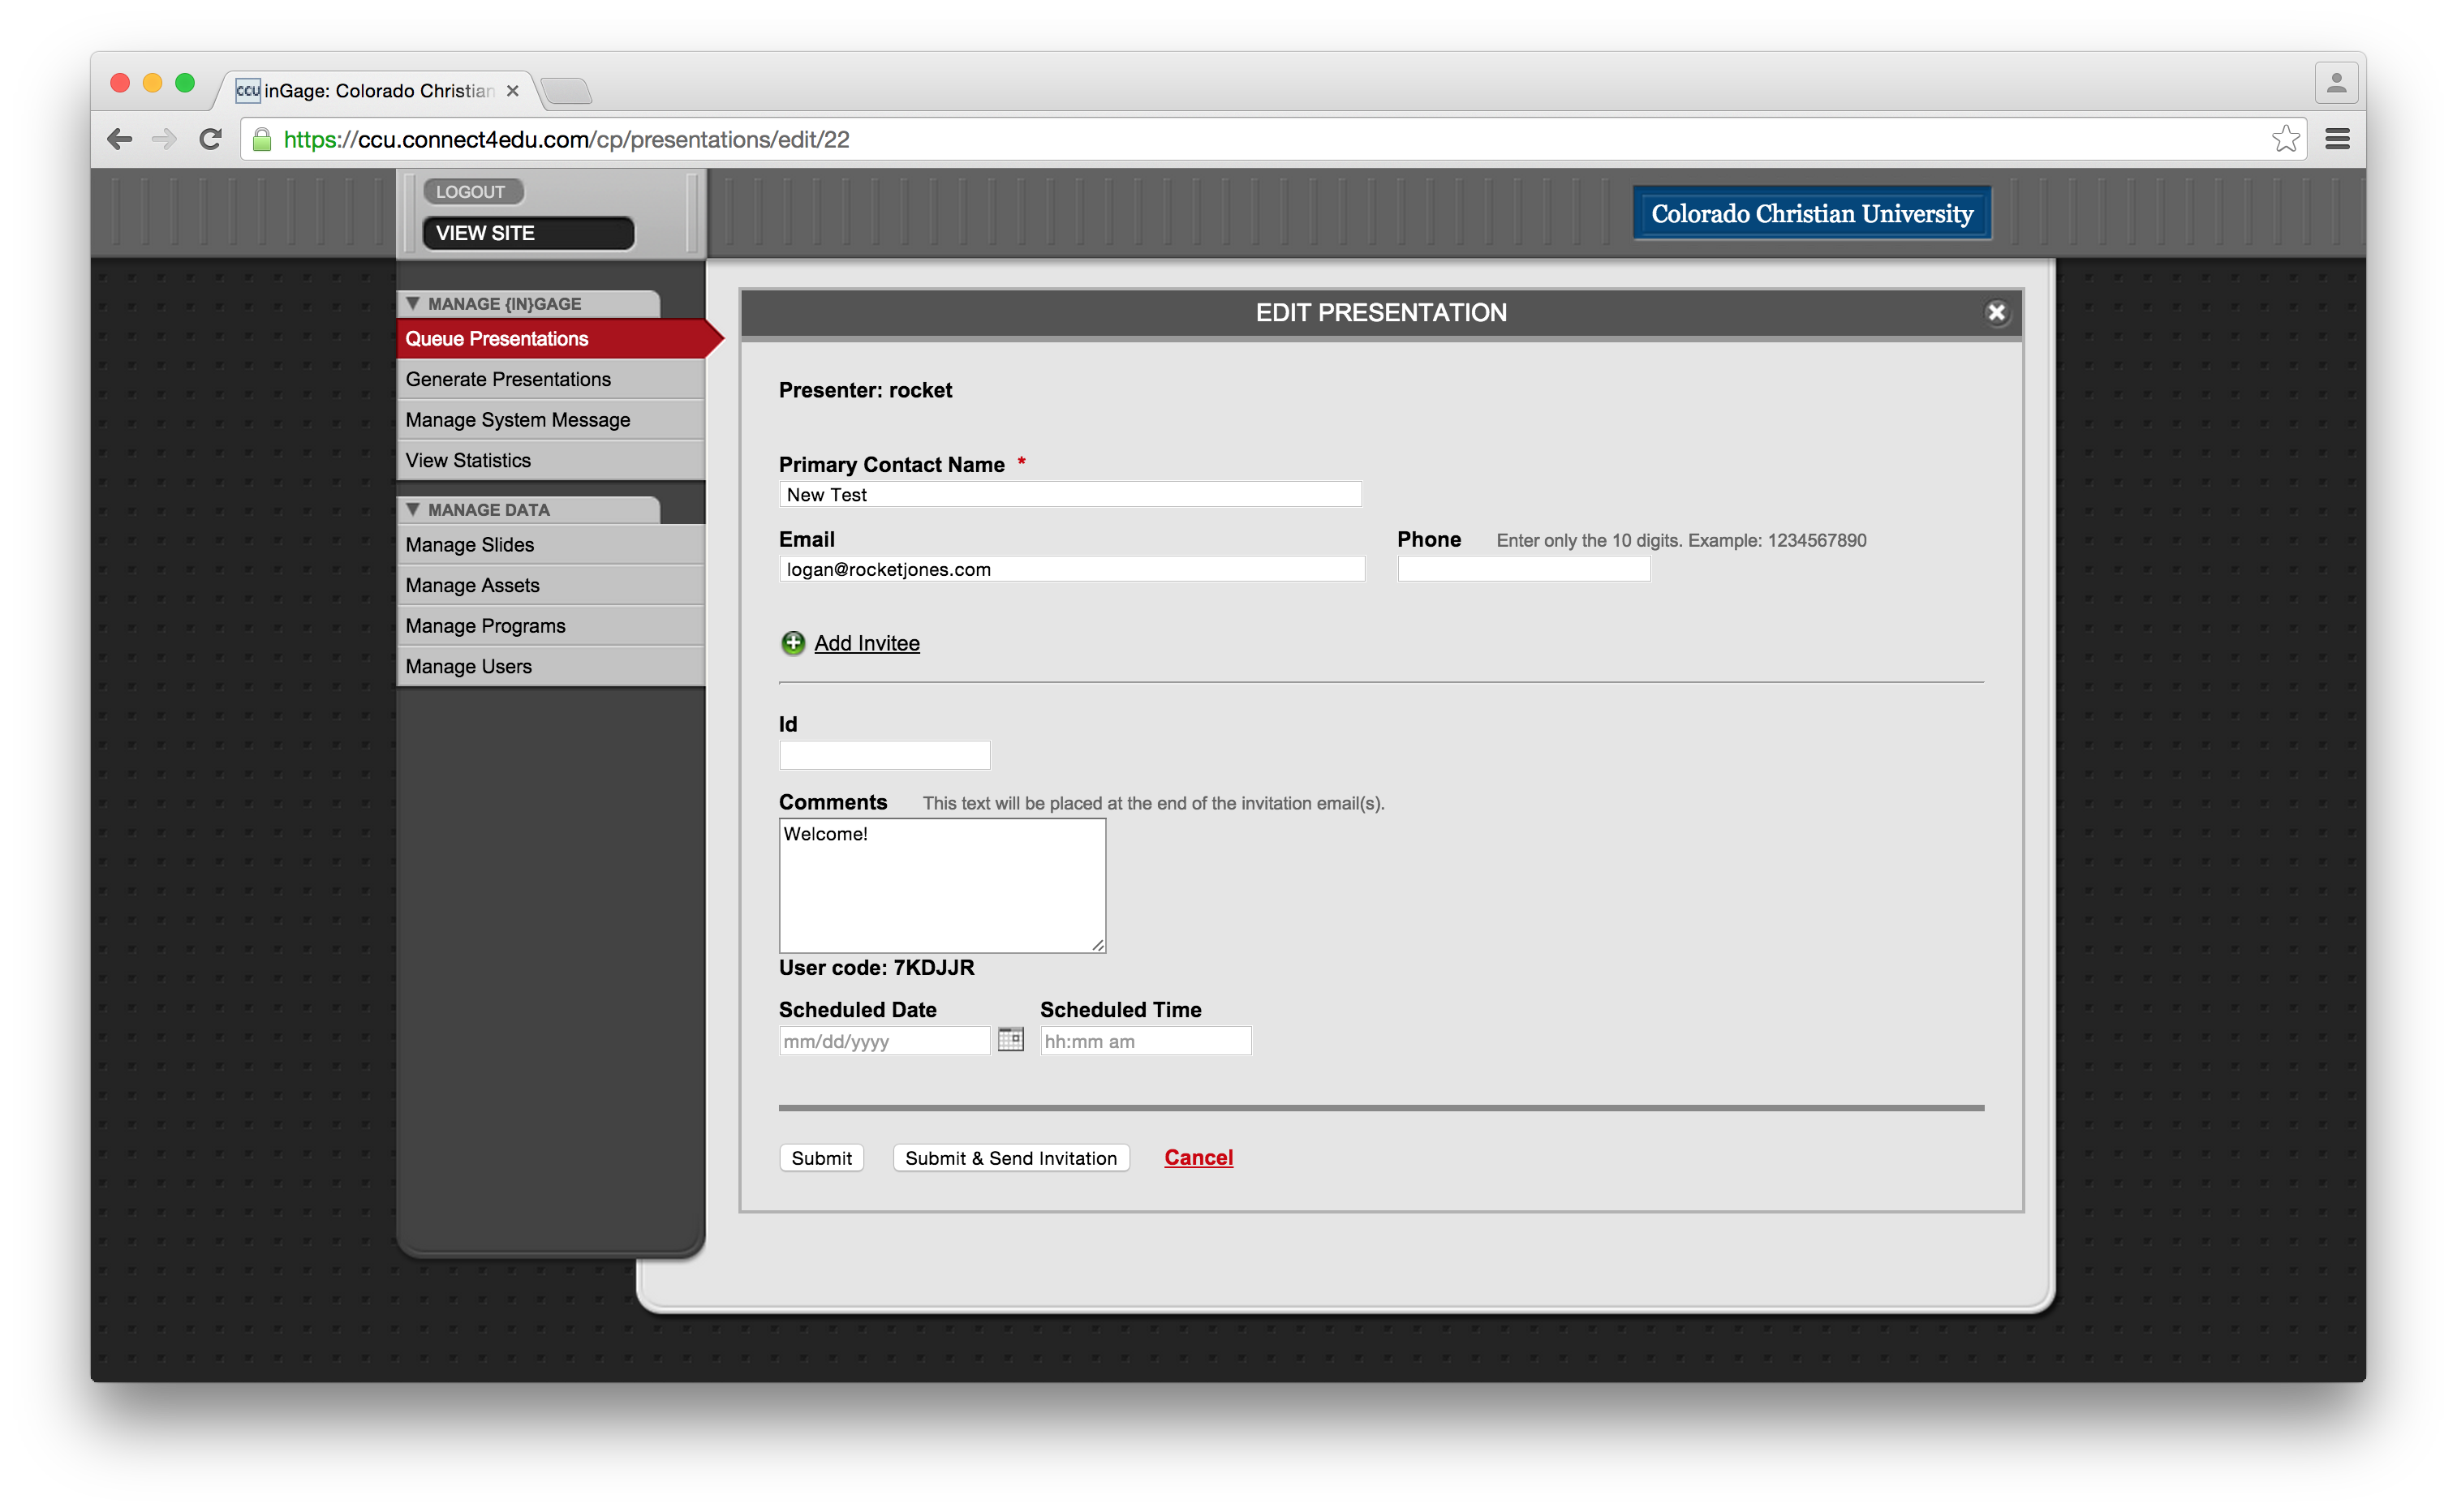 CCU inGage: Colorado Christian
https://ccu.connect4edu.com/cp/presentations/edit/22
LOGOUT
VIEW SITE
Colorado Christian University
MANAGE {IN}GAGE
Queue Presentations
Generate Presentations
Manage System Message
View Statistics
MANAGE DATA
Manage Slides
Manage Assets
Manage Programs
Manage Users
EDIT PRESENTATION
Presenter: rocket
Primary Contact Name *
New Test
Email
logan@rocketjones.com
Phone Enter only the 10 digits. Example: 1234567890
Add Invitee
Id
Comments This text will be placed at the end of the invitation email(s).
Welcome!
User code: 7KDJJR
Scheduled Date Scheduled Time
mm/dd/yyyy hh:mm am
Submit Submit & Send Invitation Cancel